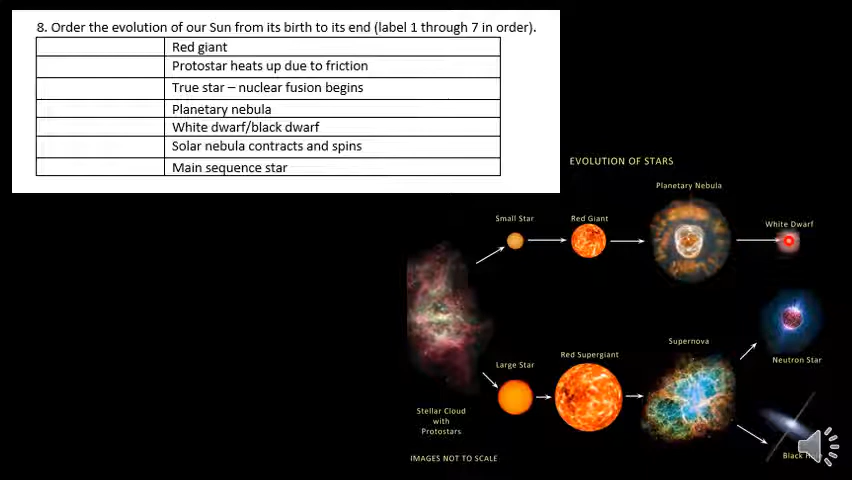 8. Order the evolution of our Sun from its birth to its end (label 1 through 7 in order).
Red giant
Protostar heats up due to friction
True star – nuclear fusion begins
Planetary nebula
White dwarf/black dwarf
Solar nebula contracts and spins
Main sequence star
EVOLUTION OF STARS
Planetary Nebula
Small Star
Red Giant
White Dwarf
Supernova
Neutron Star
Red Supergiant
Large Star
Stellar Cloud
with
Protostars
Black
IMAGES NOT TO SCALE